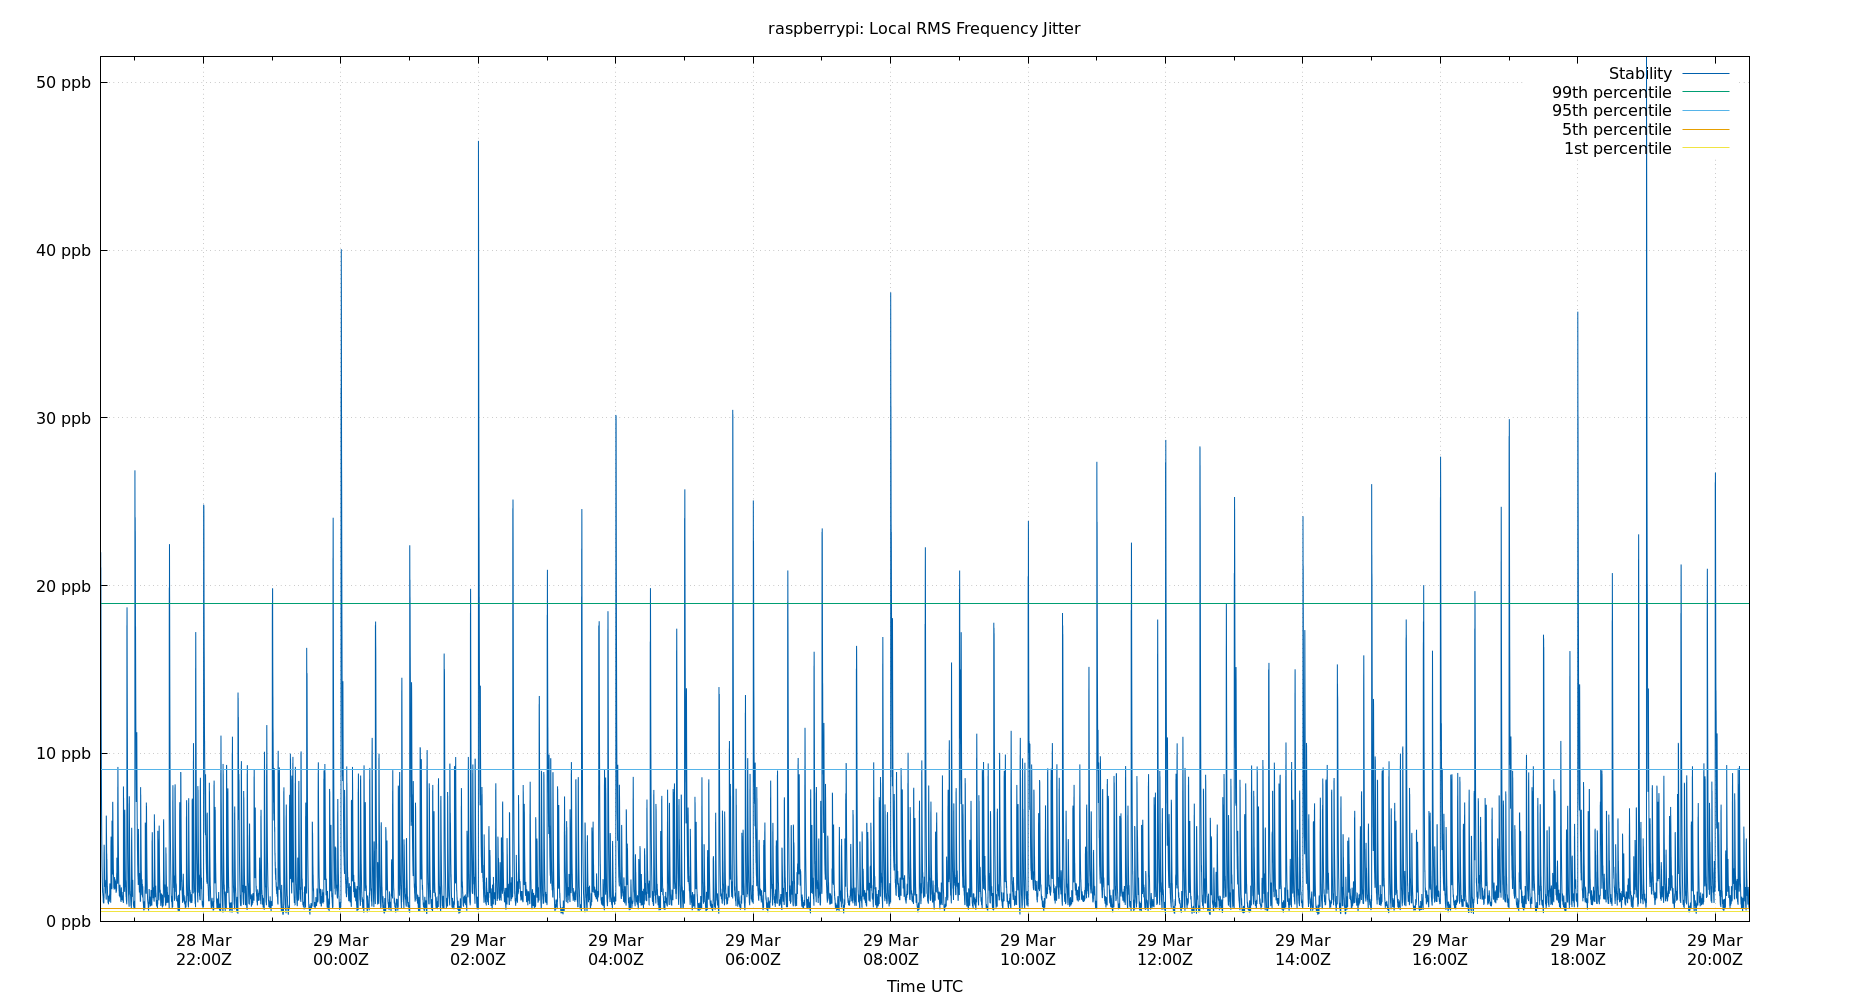 raspberrypi: Local RMS Frequency Jitter
Stability
99th percentile
95th percentile
5th percentile
1st percentile
50 ppb
40 ppb
30 ppb
20 ppb
10 ppb
0 ppb
28 Mar 29 Mar 29 Mar 29 Mar 29 Mar 29 Mar 29 Mar 29 Mar 29 Mar 29 Mar 29 Mar 29 Mar
22:00Z 00:00Z 02:00Z 04:00Z 06:00Z 08:00Z 10:00Z 12:00Z 14:00Z 16:00Z 18:00Z 20:00Z
Time UTC